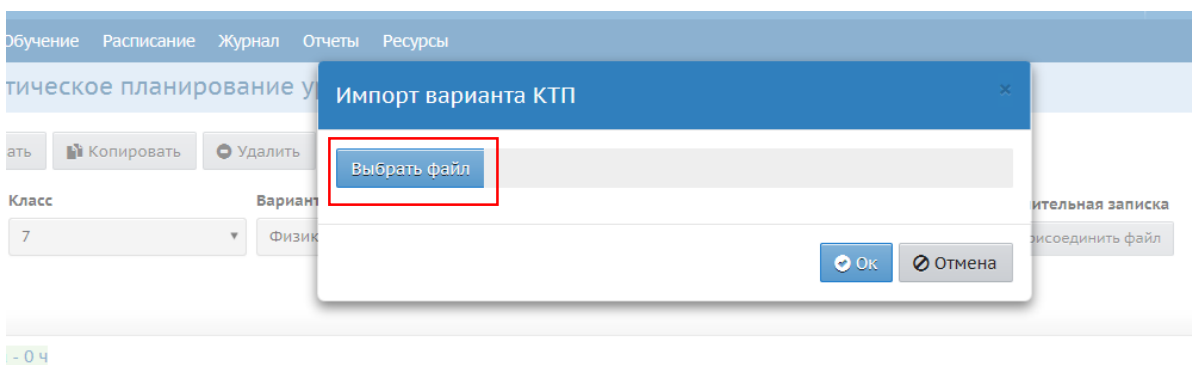 Обучение Расписание Журнал Отчеты Ресурсы
тическое планирование у
Импорт варианта КТП
ать Копировать Удалить
Выбрать файл
Класс Вариант ительная записка
7 Физик рисоединить файл
Ок Отмена
- 0 ч